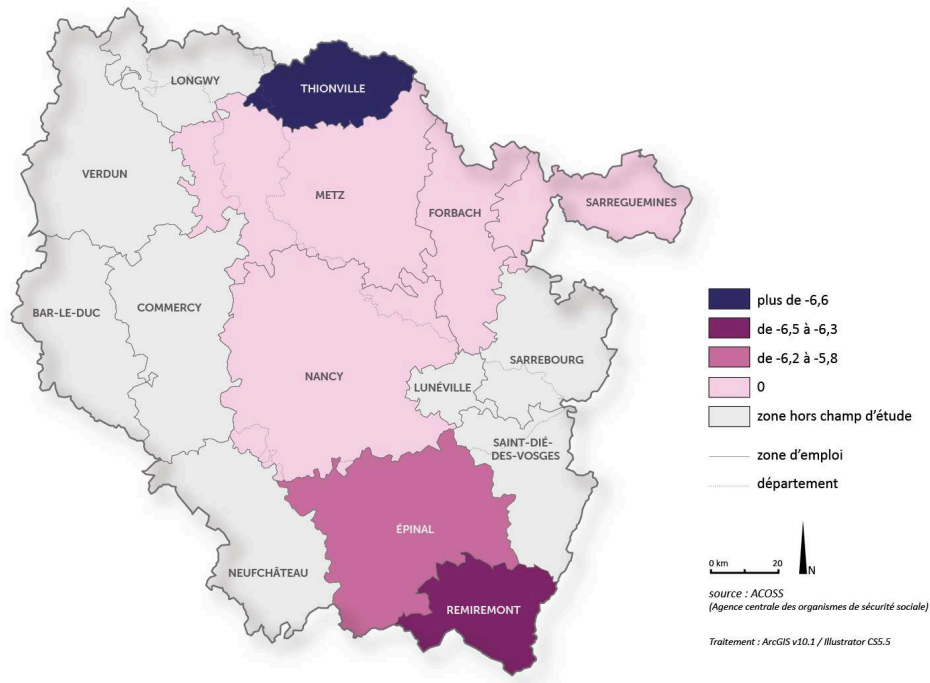 LONGWY
THIONVILLE
VERDUN
METZ
FORBACH
SARREGUEMINES
BAR-LE-DUC
COMMERCY
NANCY
LUNÉVILLE
SARREBOURG
SAINT-DIÉ-
DES-VOSGES
ÉPINAL
NEUFCHÂTEAU
REMIREMONT
plus de -6,6
de -6,5 à -6,3
de -6,2 à -5,8
0
zone hors champ d'étude
zone d'emploi
département
0 km 20
N
source : ACOSS
(Agence centrale des organismes de sécurité sociale)
Traitement : ArcGIS v10.1 / Illustrator CS5.5